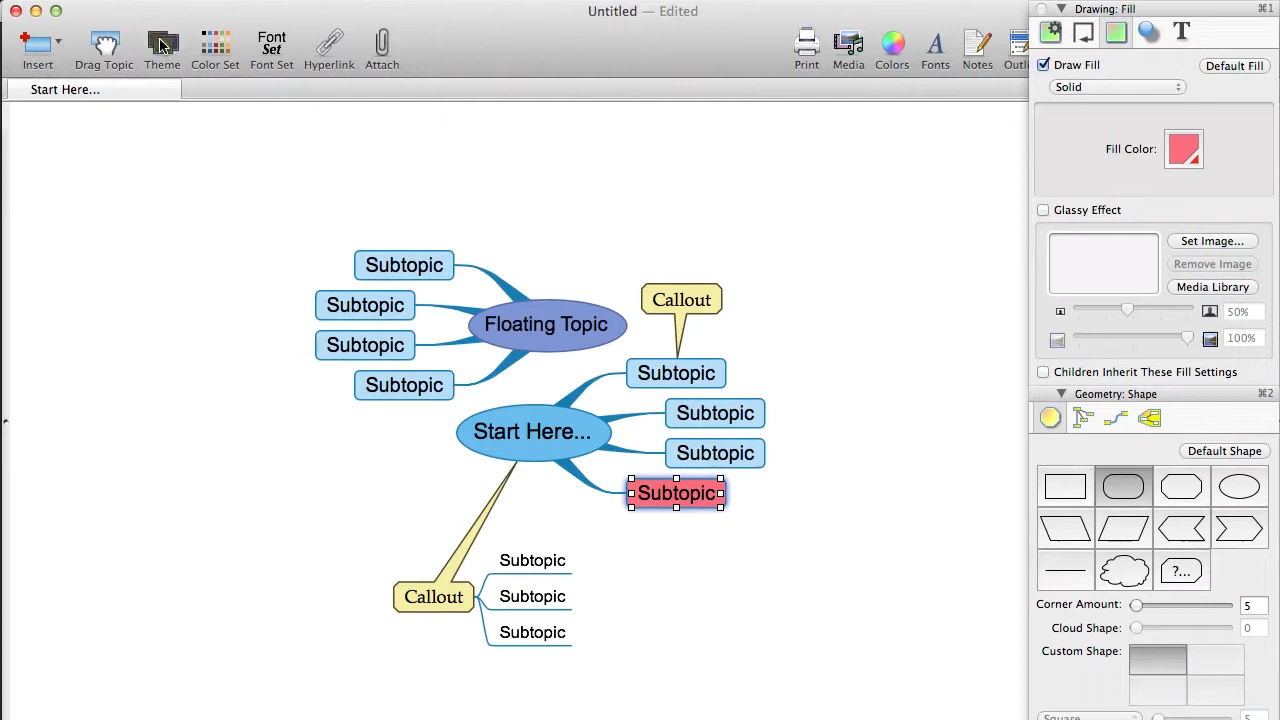 Untitled — Edited
Insert
Drag Topic
Theme
Color Set
Font
Set
Font Set
Hyperlink
Attach
Print
Media
Colors
A
Fonts
Notes
Start Here...
Subtopic
Subtopic
Subtopic
Subtopic
Floating Topic
Callout
Subtopic
Subtopic
Subtopic
Subtopic
Start Here...
Callout
Subtopic
Subtopic
Subtopic
Drawing: Fill
⌘1
T
Draw Fill
Default Fill
Solid
Fill Color:
Glassy Effect
Set Image...
Remove Image
Media Library
50%
100%
Children Inherit These Fill Settings
Geometry: Shape
⌘2
Default Shape
?...
Corner Amount:
5
Cloud Shape:
0
Custom Shape:
Square
5